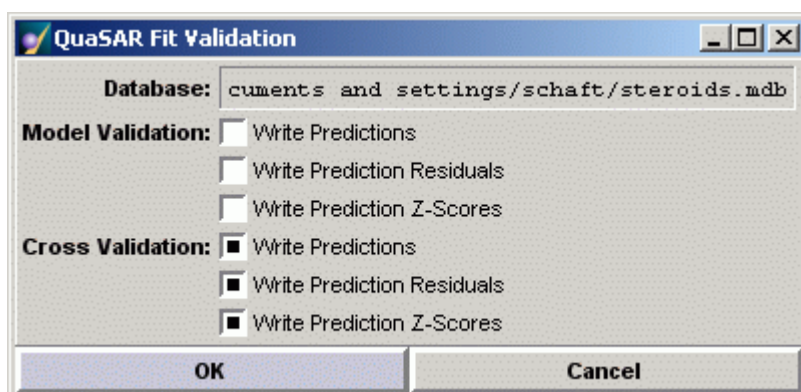 QuaSAR Fit Validation
Database: cuments and settings/schaft/steroids.mdb
Model Validation: Write Predictions
Write Prediction Residuals
Write Prediction Z-Scores
Cross Validation: Write Predictions
Write Prediction Residuals
Write Prediction Z-Scores
OK Cancel